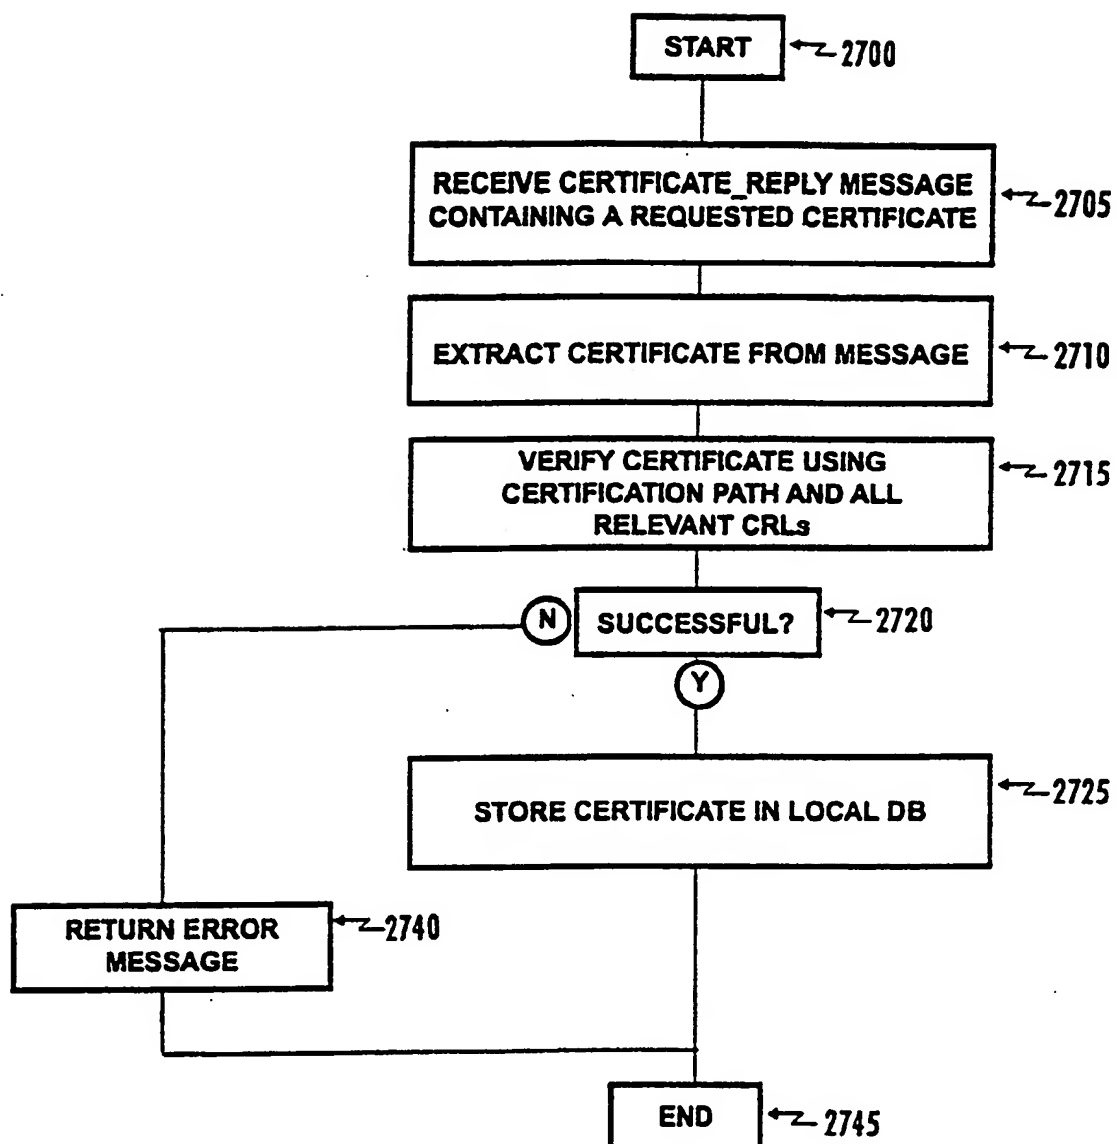 START
2700
RECEIVE CERTIFICATE_REPLY MESSAGE
CONTAINING A REQUESTED CERTIFICATE
2705
EXTRACT CERTIFICATE FROM MESSAGE
2710
VERIFY CERTIFICATE USING
CERTIFICATION PATH AND ALL
RELEVANT CRLs
2715
N
SUCCESSFUL?
2720
Y
STORE CERTIFICATE IN LOCAL DB
2725
RETURN ERROR
MESSAGE
2740
END
2745